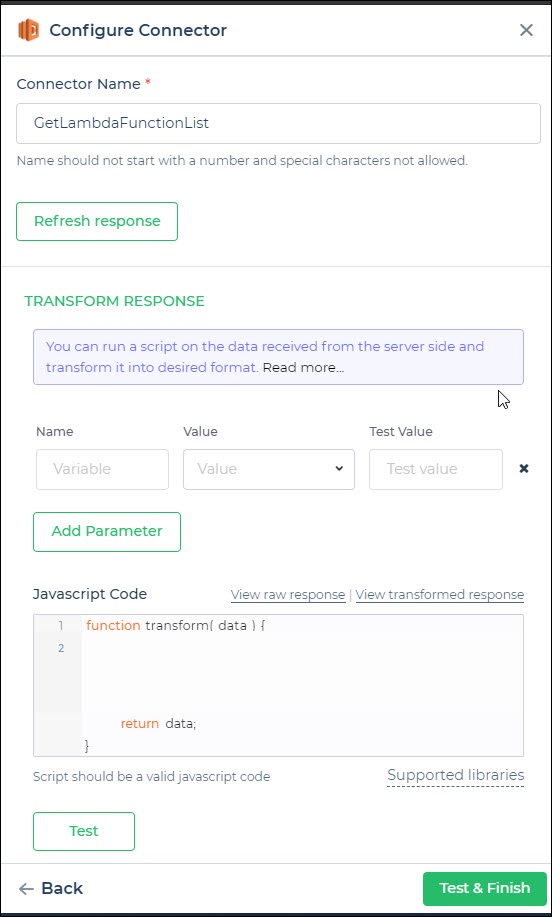 Configure Connector
Connector Name *
GetLambdaFunctionList
Name should not start with a number and special characters not allowed.
Refresh response
TRANSFORM RESPONSE
You can run a script on the data received from the server side and
transform it into desired format. Read more...
Name Value Test Value
Variable Value Test value
Add Parameter
Javascript Code View raw response | View transformed response
1 function transform( data ) {
2
return data;
}
Script should be a valid javascript code Supported libraries
Test
Back Test & Finish